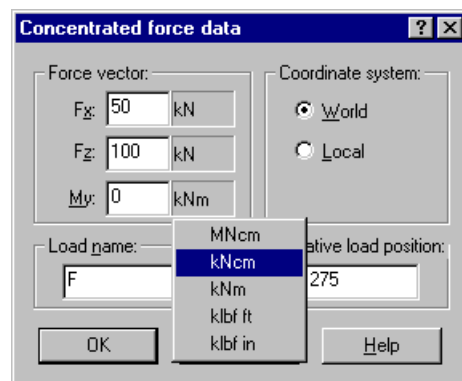 Concentrated force data
Force vector:
Coordinate system:
Fx: 50 kN
World
Fz: 100 kN
Local
My: 0 kNm
MNcm
Load name:
ative load position:
kNcm
F
275
kNm
klbf ft
OK
klbf in
Help